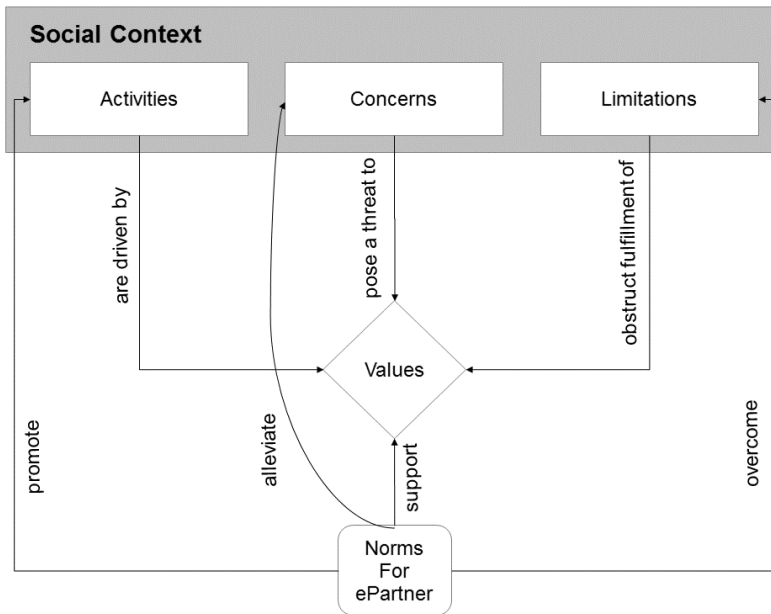 Social Context
Activities
Concerns
Limitations
are driven by
pose a threat to
obstruct fulfillment of
Values
promote
alleviate
support
overcome
Norms
For
ePartner